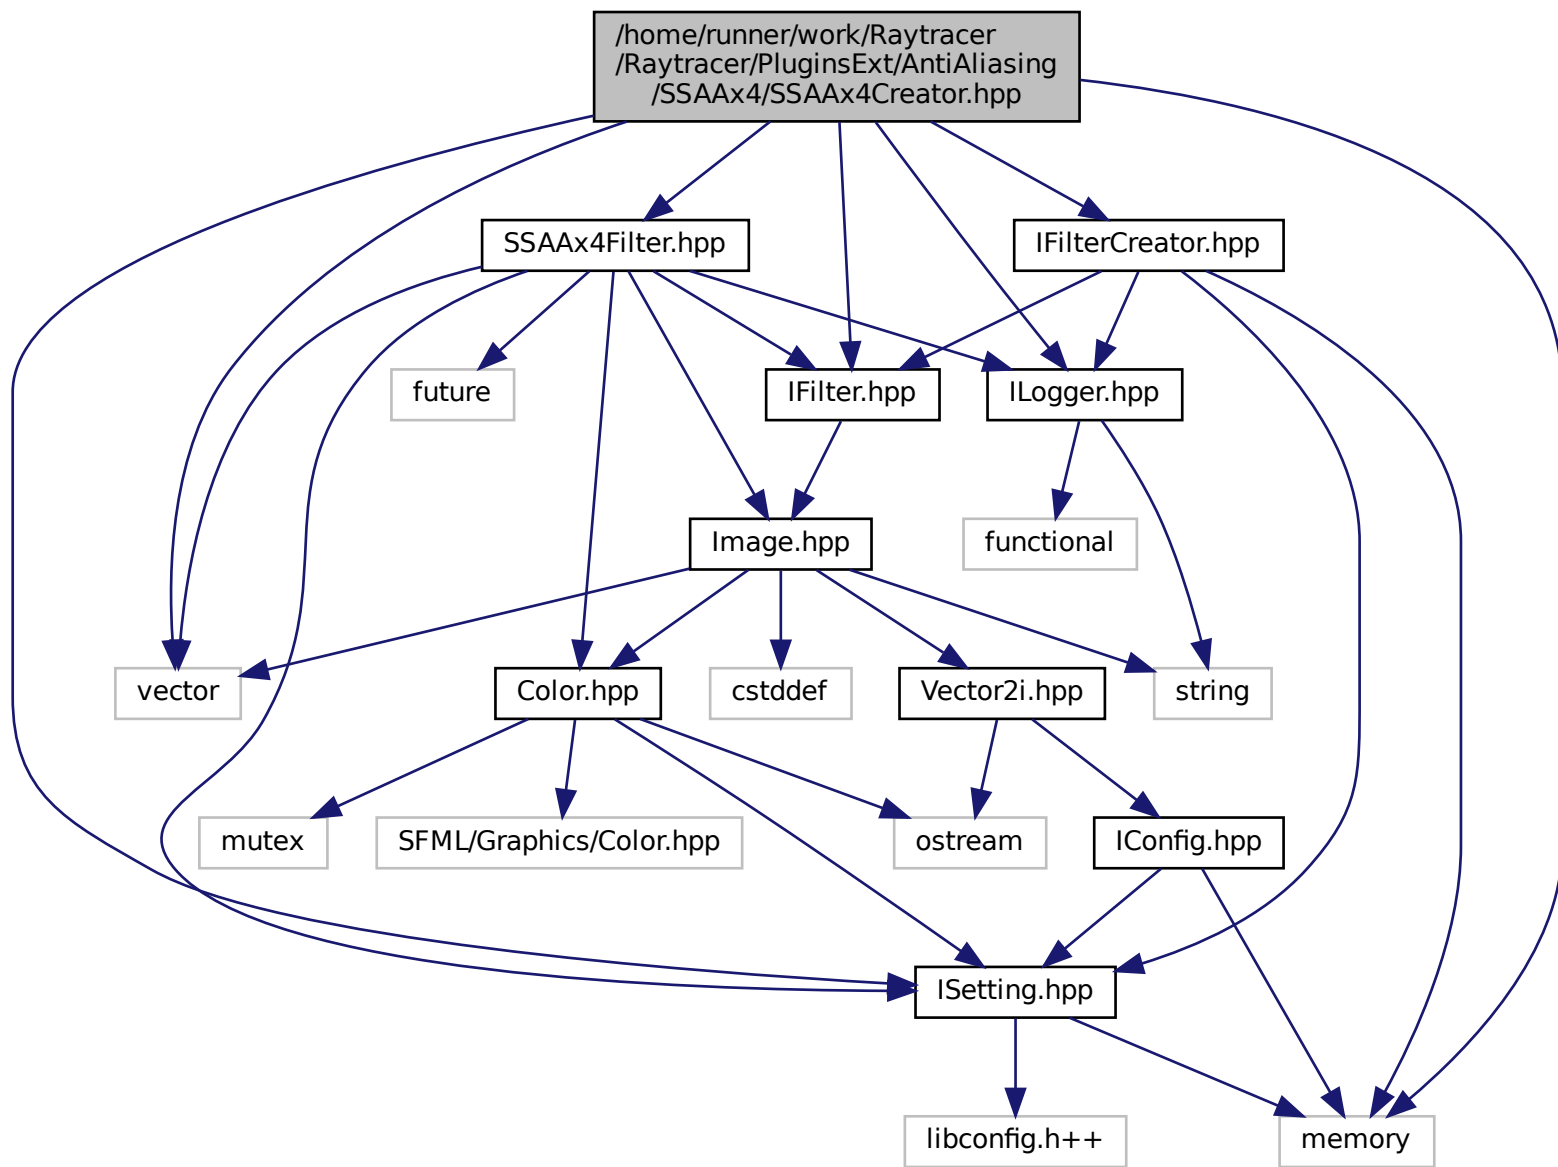 /home/runner/work/Raytracer
/Raytracer/PluginsExt/AntiAliasing
/SSAAx4/SSAAx4Creator.hpp
SSAAx4Filter.hpp
IFilterCreator.hpp
future
IFilter.hpp
ILogger.hpp
Image.hpp
functional
vector
Color.hpp
cstddef
Vector2i.hpp
string
mutex
SFML/Graphics/Color.hpp
ostream
IConfig.hpp
ISetting.hpp
libconfig.h++
memory